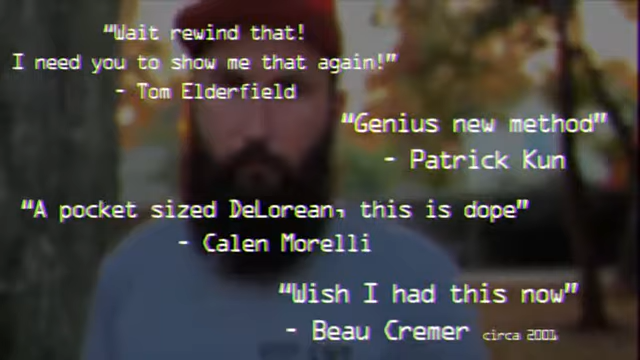 “Wait rewind that!
I need you to show me that again!”
- Tom Elderfield
“Genius new method”
- Patrick Kun
“A pocket sized DeLorean, this is dope”
- Calen Morelli
“Wish I had this now”
- Beau Cremer circa 2001